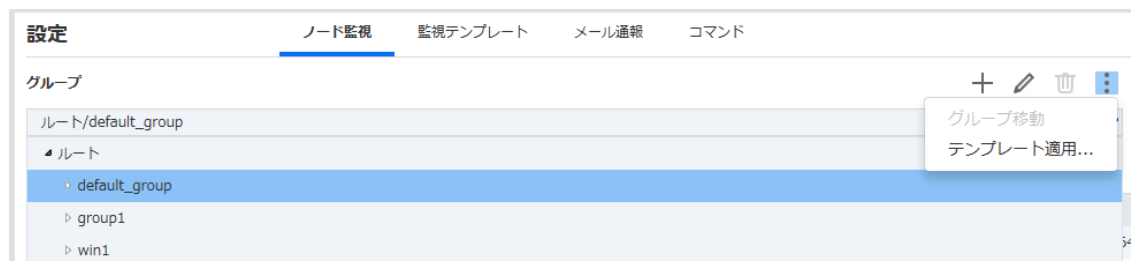 設定 ノード監視 監視テンプレート メール通報 コマンド
グループ
ルート/default_group
グループ移動
ルート
テンプレート適用...
default_group
group1
win1